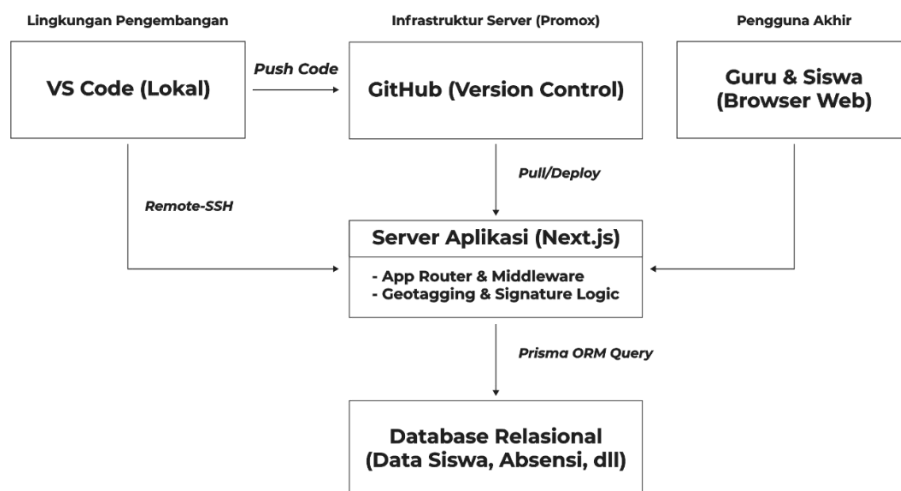 Lingkungan Pengembangan
Infrastruktur Server (Promox)
Pengguna Akhir
VS Code (Lokal)
Push Code
GitHub (Version Control)
Guru & Siswa
(Browser Web)
Pull/Deploy
Remote-SSH
Server Aplikasi (Next.js)
- App Router & Middleware
- Geotagging & Signature Logic
Prisma ORM Query
Database Relasional
(Data Siswa, Absensi, dll)